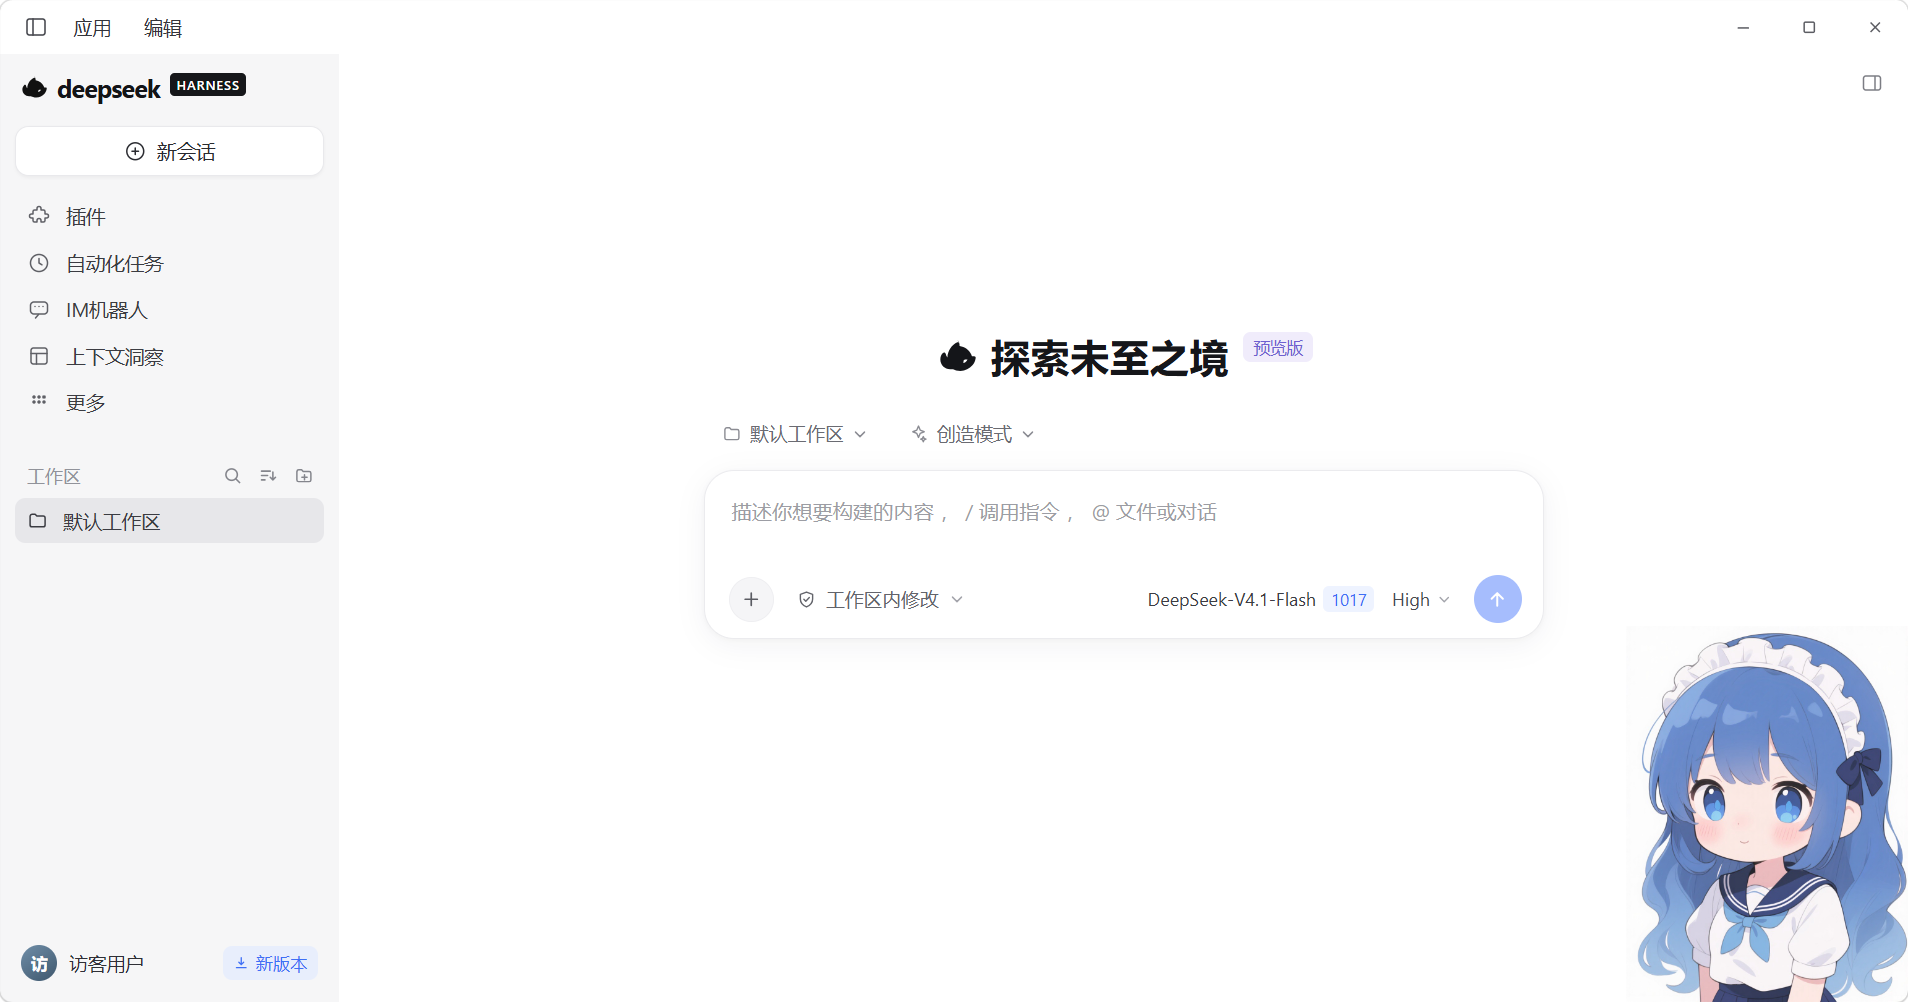 应用 编辑
deepseek HARNESS
新会话
插件
自动化任务
IM机器人
上下文洞察
更多
工作区
默认工作区
访 访客用户 新版本
探索未至之境 预览版
默认工作区 创造模式
描述你想要构建的内容， / 调用指令， @ 文件或对话
工作区内修改 DeepSeek-V4.1-Flash 1017 High